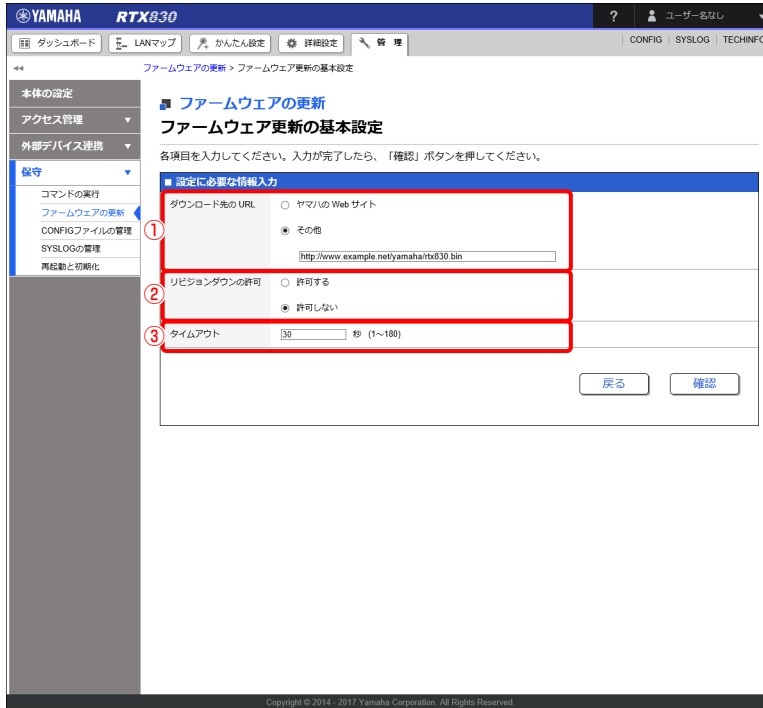 YAMAHA RTX830 ? ユーザー名なし
ダッシュボード LANマップ かんたん設定 詳細設定 管 理 CONFIG SYSLOG TECHINFO
ファームウェアの更新 > ファームウェア更新の基本設定
本体の設定
アクセス管理
外部デバイス連携
保守
コマンドの実行
ファームウェアの更新
CONFIGファイルの管理
SYSLOGの管理
再起動と初期化
ファームウェアの更新
ファームウェア更新の基本設定
各項目を入力してください。入力が完了したら、「確認」ボタンを押してください。
■ 設定に必要な情報入力
①
ダウンロード先の URL ヤマハの Web サイト
その他
http://www.example.net/yamaha/rtx830.bin
②
リビジョンダウンの許可 許可する
許可しない
③
タイムアウト 30 秒 (1~180)
戻る 確認
Copyright © 2014 - 2017 Yamaha Corporation. All Rights Reserved.